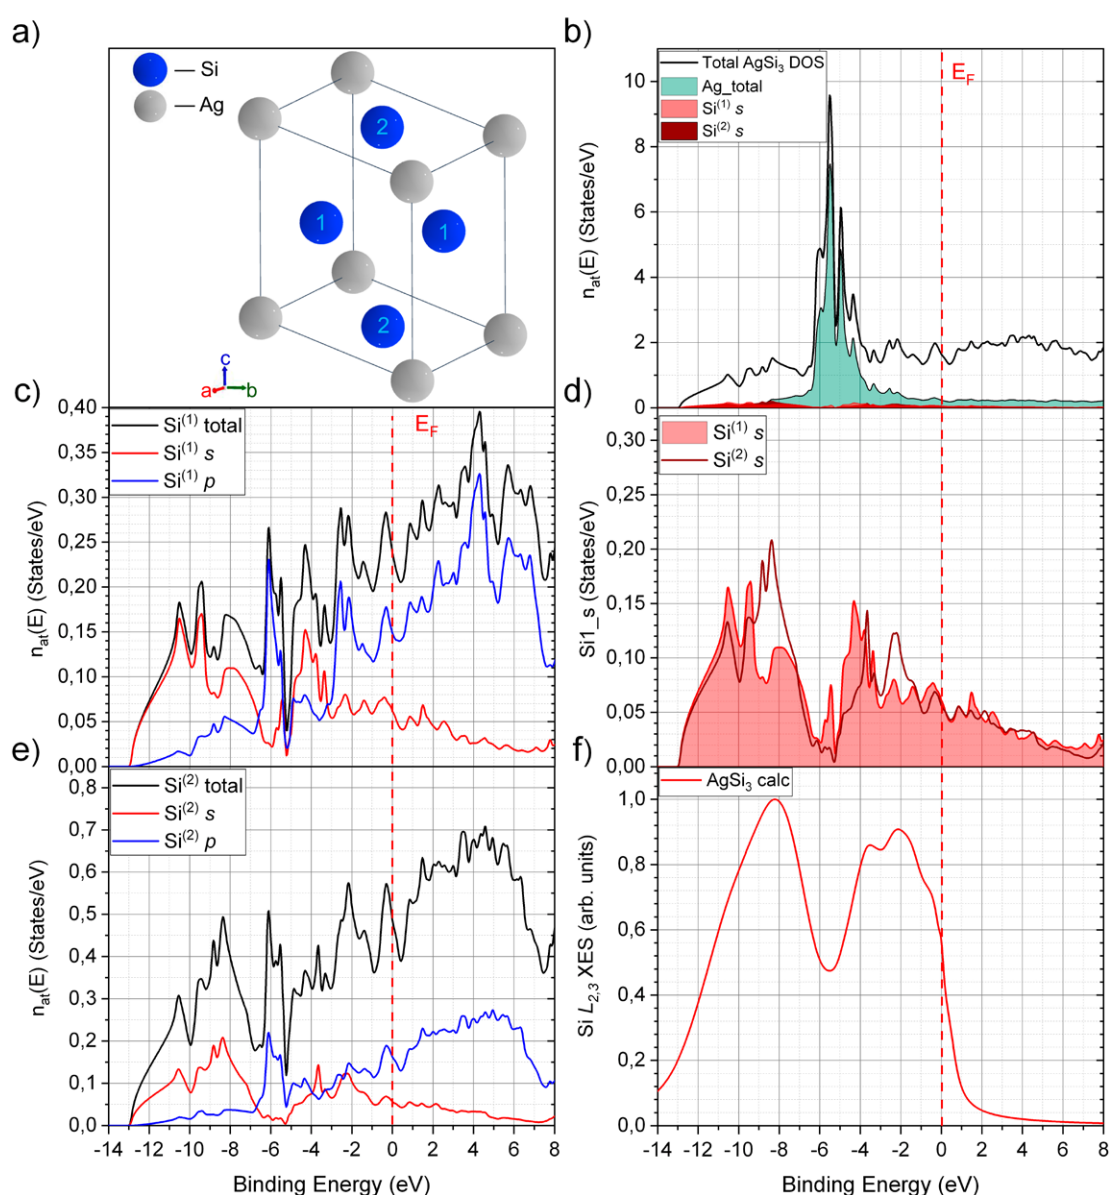 a)
Si
Ag
2
1
1
2
a
c
b
b)
Total AgSi₃ DOS
Ag_total
Si⁽¹⁾ s
Si⁽²⁾ s
E_F
nₐₜ(E) (States/eV)
10
8
6
4
2
0
c)
Si⁽¹⁾ total
Si⁽¹⁾ s
Si⁽¹⁾ p
E_F
nₐₜ(E) (States/eV)
0,40
0,35
0,30
0,25
0,20
0,15
0,10
0,05
0,00
d)
Si⁽¹⁾ s
Si⁽²⁾ s
Si1_s (States/eV)
0,30
0,25
0,20
0,15
0,10
0,05
0,00
e)
Si⁽²⁾ total
Si⁽²⁾ s
Si⁽²⁾ p
nₐₜ(E) (States/eV)
0,8
0,7
0,6
0,5
0,4
0,3
0,2
0,1
0,0
-14 -12 -10 -8 -6 -4 -2 0 2 4 6 8
Binding Energy (eV)
f)
AgSi₃ calc
Si L₂,₃ XES (arb. units)
1,0
0,8
0,6
0,4
0,2
0,0
-14 -12 -10 -8 -6 -4 -2 0 2 4 6 8
Binding Energy (eV)